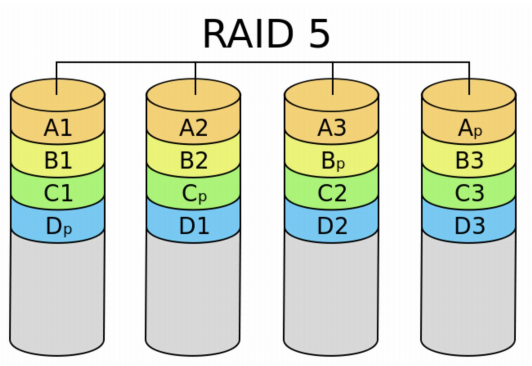 RAID 5
A1 A2 A3 Ap
B1 B2 Bp B3
C1 Cp C2 C3
Dp D1 D2 D3